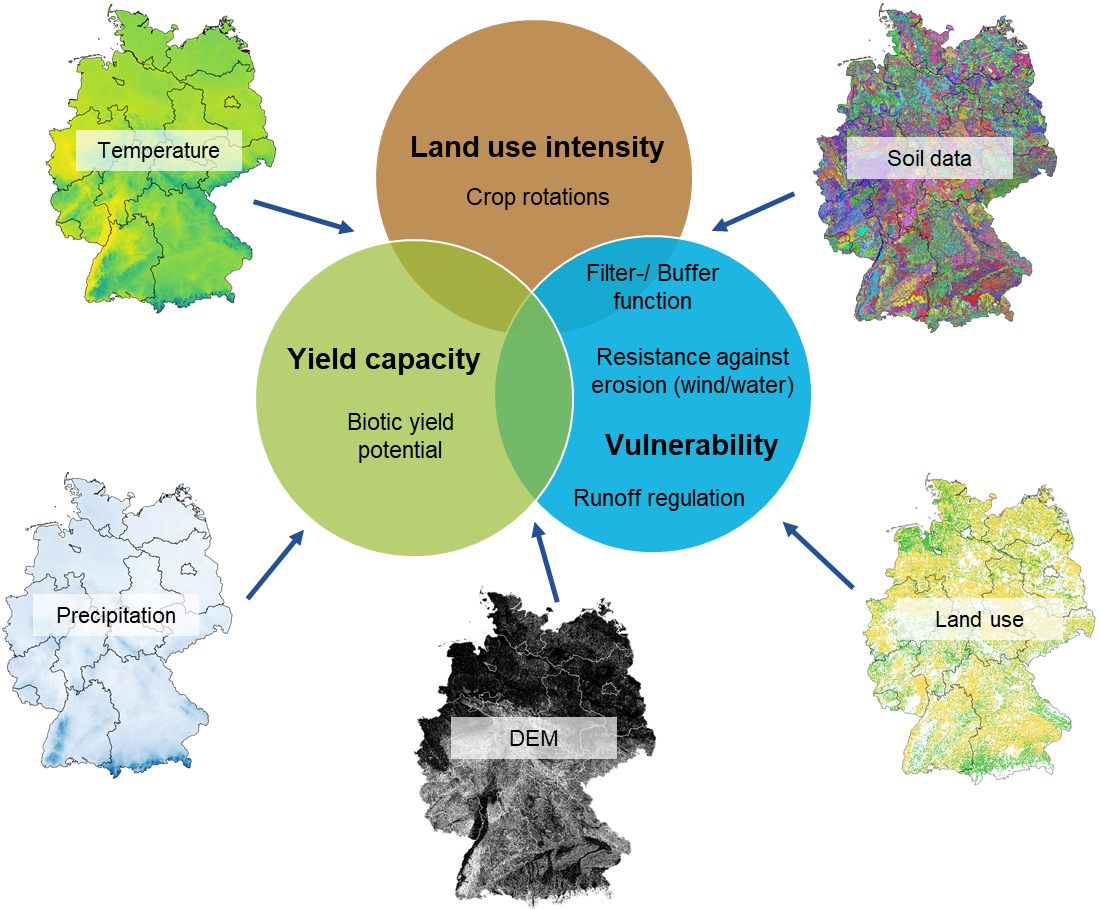 Temperature
Land use intensity
Crop rotations
Soil data
Filter-/ Buffer
function
Yield capacity
Biotic yield
potential
Resistance against
erosion (wind/water)
Vulnerability
Runoff regulation
Precipitation
DEM
Land use